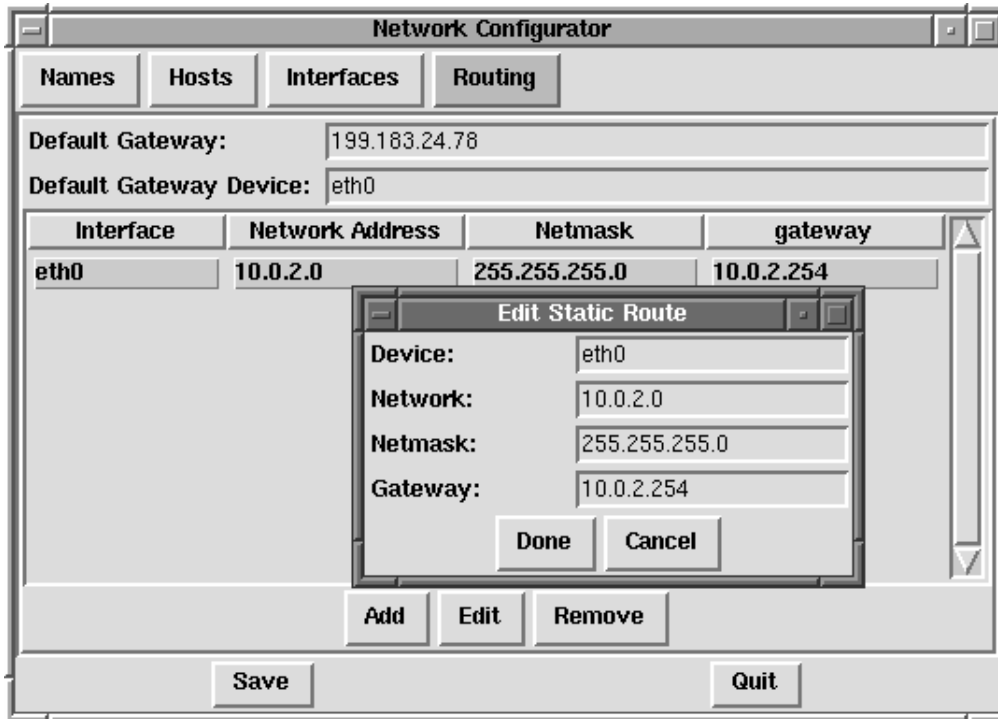 Network Configurator
Names Hosts Interfaces Routing
Default Gateway: 199.183.24.78
Default Gateway Device: eth0
Interface Network Address Netmask gateway
eth0 10.0.2.0 255.255.255.0 10.0.2.254
Edit Static Route
Device: eth0
Network: 10.0.2.0
Netmask: 255.255.255.0
Gateway: 10.0.2.254
Done Cancel
Add Edit Remove
Save Quit